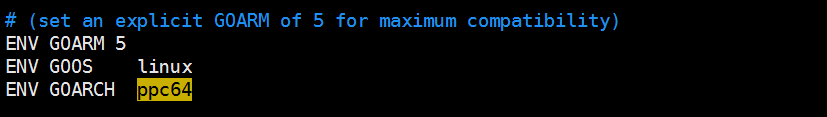 # (set an explicit GOARM of 5 for maximum compatibility)
ENV GOARM 5
ENV GOOS    linux
ENV GOARCH  ppc64